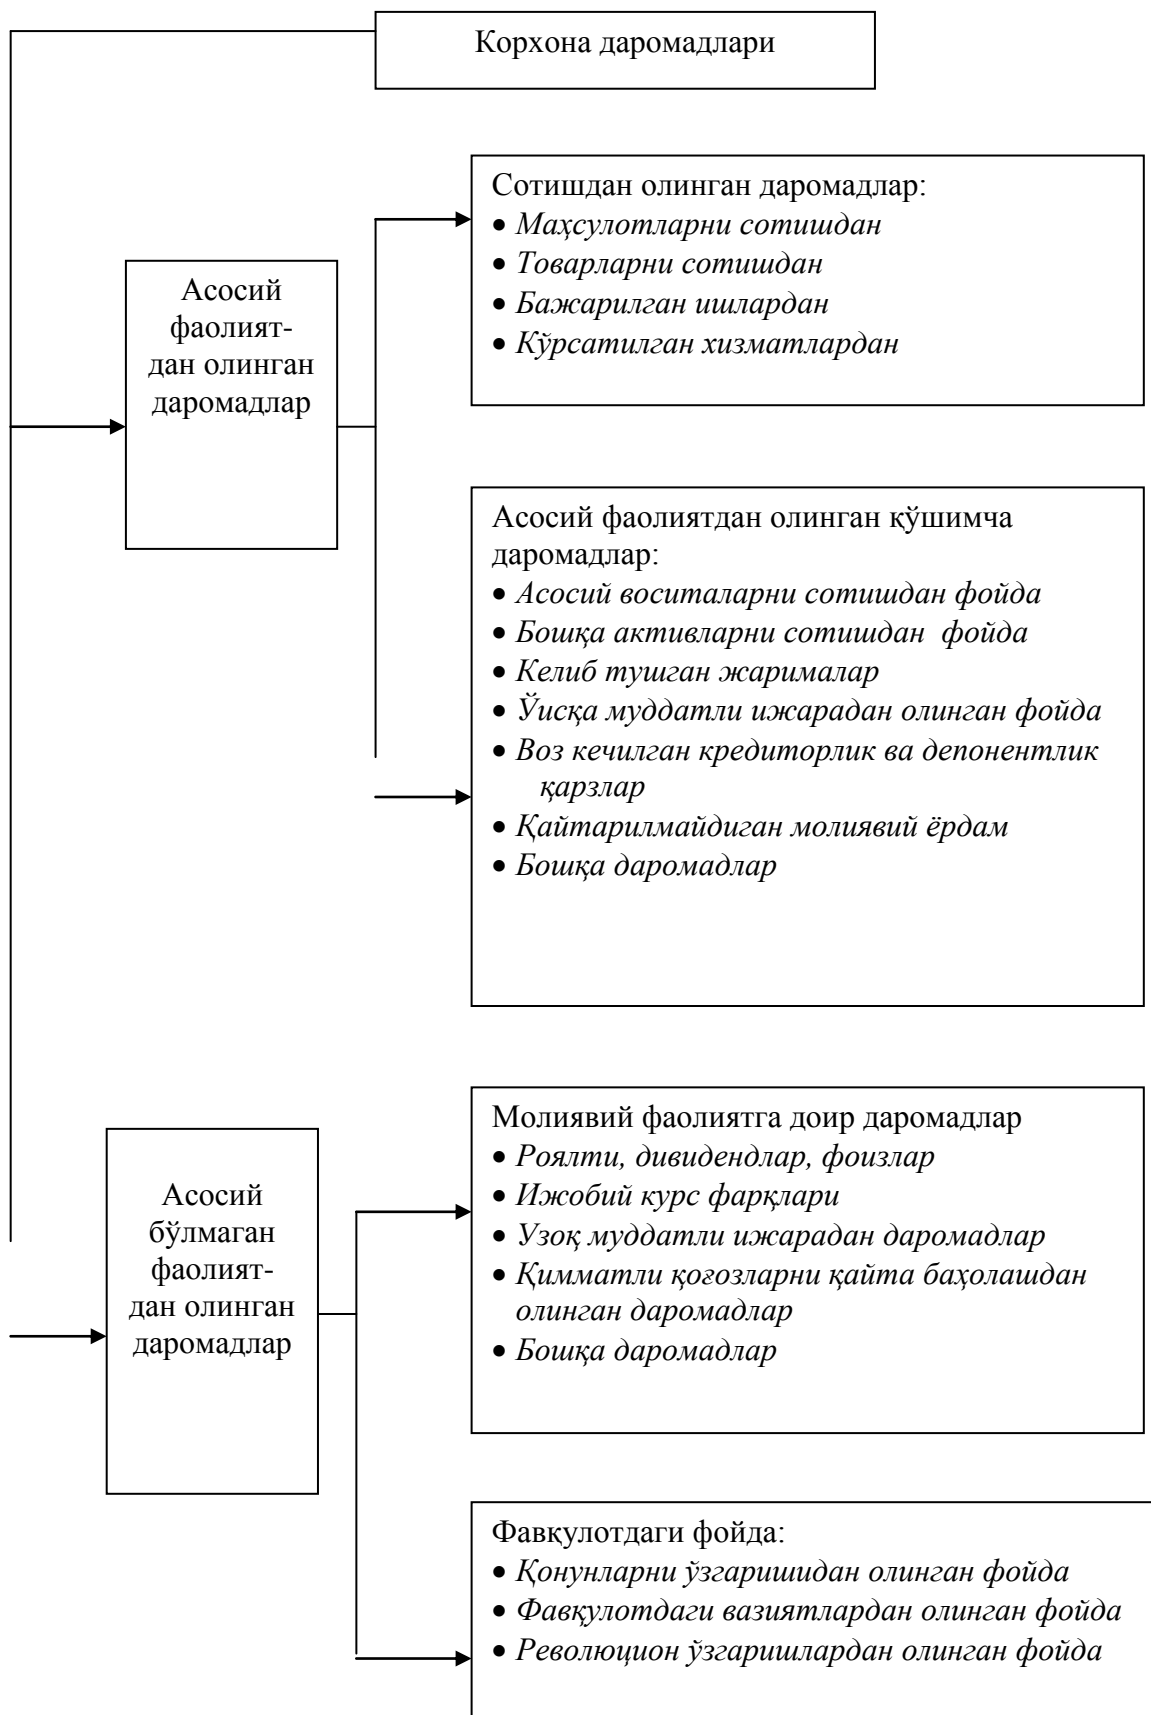 Корхона даромадлари
Сотишдан олинган даромадлар:
• Маҳсулотларни сотишдан
• Товарларни сотишдан
• Бажарилган ишлардан
• Кўрсатилган хизматлардан
Асосий
фаолият-
дан олинган
даромадлар
Асосий фаолиятдан олинган қўшимча
даромадлар:
• Асосий воситаларни сотишдан фойда
• Бошқа активларни сотишдан фойда
• Келиб тушган жарималар
• Ўисқа муддатли ижарадан олинган фойда
• Воз кечилган кредиторлик ва депонентлик
қарзлар
• Қайтарилмайдиган молиявий ёрдам
• Бошқа даромадлар
Асосий
бўлмаган
фаолият-
дан олинган
даромадлар
Молиявий фаолиятга доир даромадлар
• Роялти, дивидендлар, фоизлар
• Ижобий курс фарқлари
• Узоқ муддатли ижарадан даромадлар
• Қимматли қоғозларни қайта баҳолашдан
олинган даромадлар
• Бошқа даромадлар
Фавқулотдаги фойда:
• Қонунларни ўзгаришидан олинган фойда
• Фавқулотдаги вазиятлардан олинган фойда
• Революцион ўзгаришлардан олинган фойда